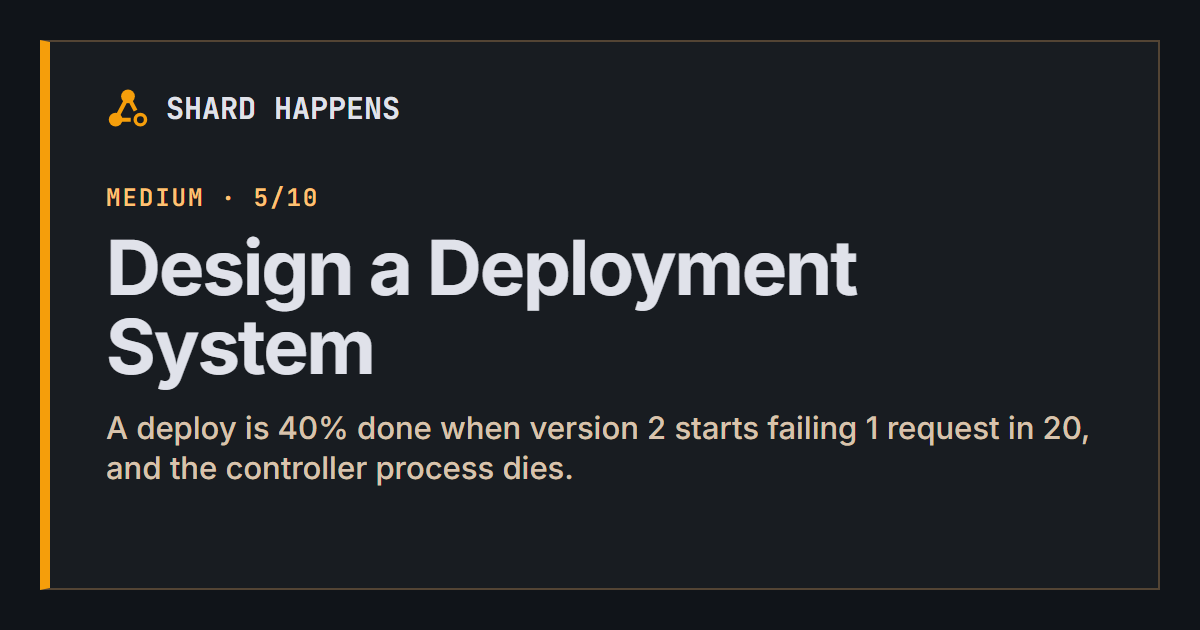 SHARD HAPPENS
MEDIUM · 5/10
Design a Deployment
System
A deploy is 40% done when version 2 starts failing 1 request in 20,
and the controller process dies.